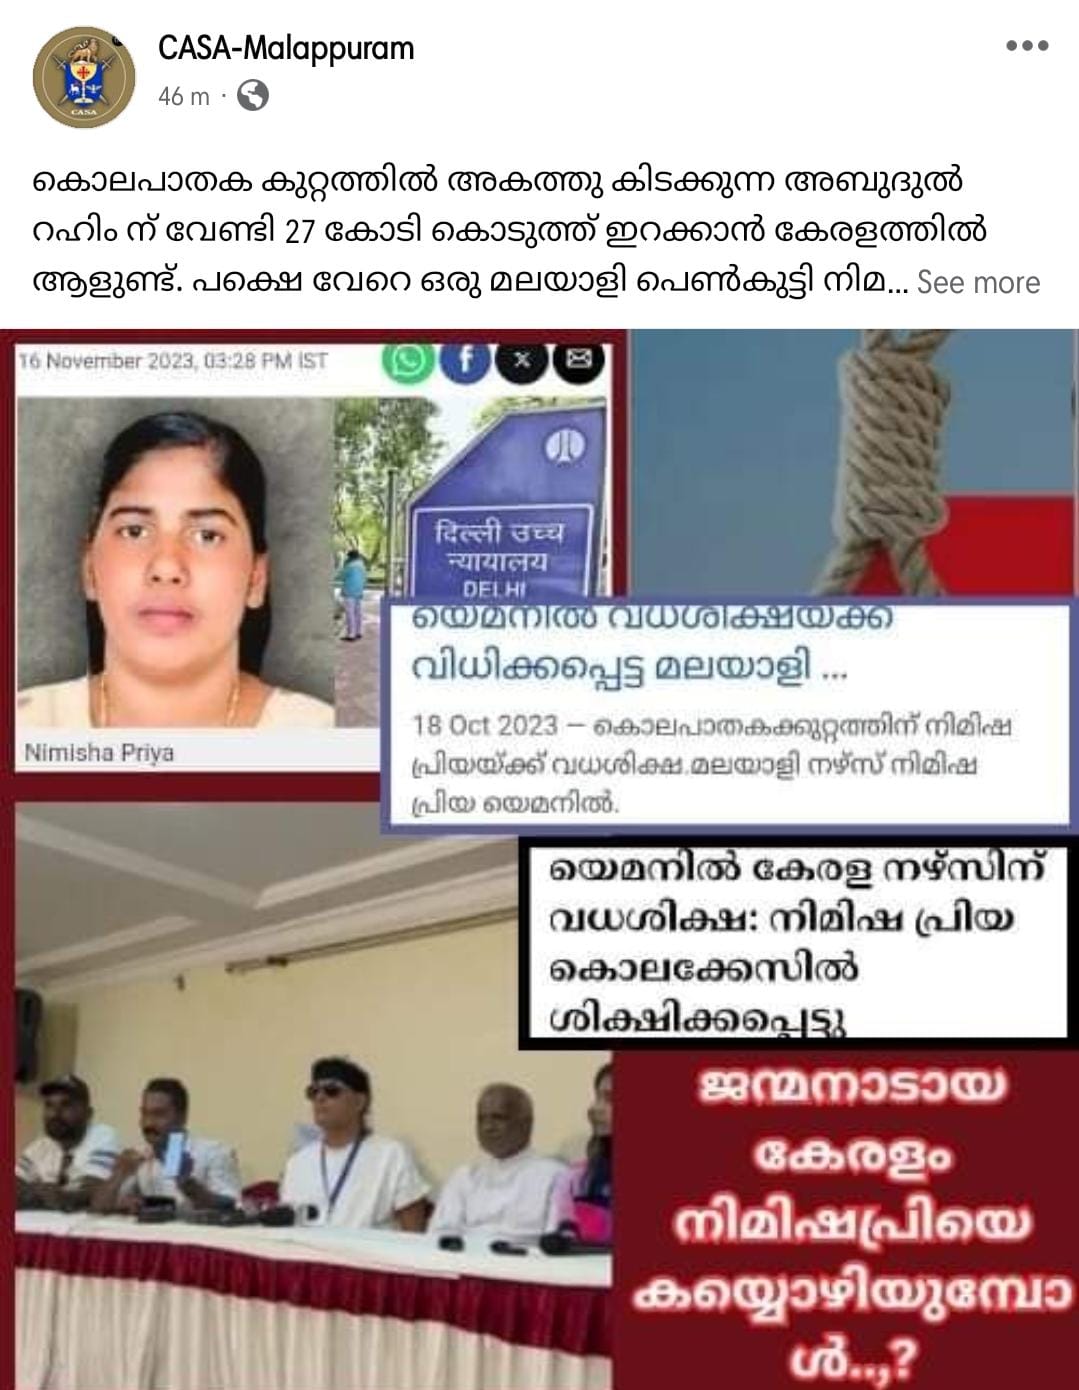 CASA-Malappuram
46 m ·
കൊലപാതക കുറ്റത്തിൽ അകത്തു കിടക്കുന്ന അബുദുൽ
റഹിം ന് വേണ്ടി 27 കോടി കൊടുത്ത് ഇറക്കാൻ കേരളത്തിൽ
ആളുണ്ട്. പക്ഷെ വേറെ ഒരു മലയാളി പെൺകുട്ടി നിമ... See more
16 November 2023, 03:28 PM IST
दिल्ली उच्च
न्यायालय
DELHI
Nimisha Priya
യെമനിൽ വധശിക്ഷയ്ക്ക്
വിധിക്കപ്പെട്ട മലയാളി ...
18 Oct 2023 — കൊലപാതകക്കുറ്റത്തിന് നിമിഷ
പ്രിയയ്ക്ക് വധശിക്ഷ.മലയാളി നഴ്സ് നിമിഷ
പ്രിയ യെമനിൽ.
യെമനിൽ കേരള നഴ്‌സിന്
വധശിക്ഷ: നിമിഷ പ്രിയ
കൊലക്കേസിൽ
ശിക്ഷിക്കപ്പെട്ടു
ജന്മനാടായ
കേരളം
നിമിഷപ്രിയെ
കയ്യൊഴിയുമ്പോ
ൾ..,?
CASA